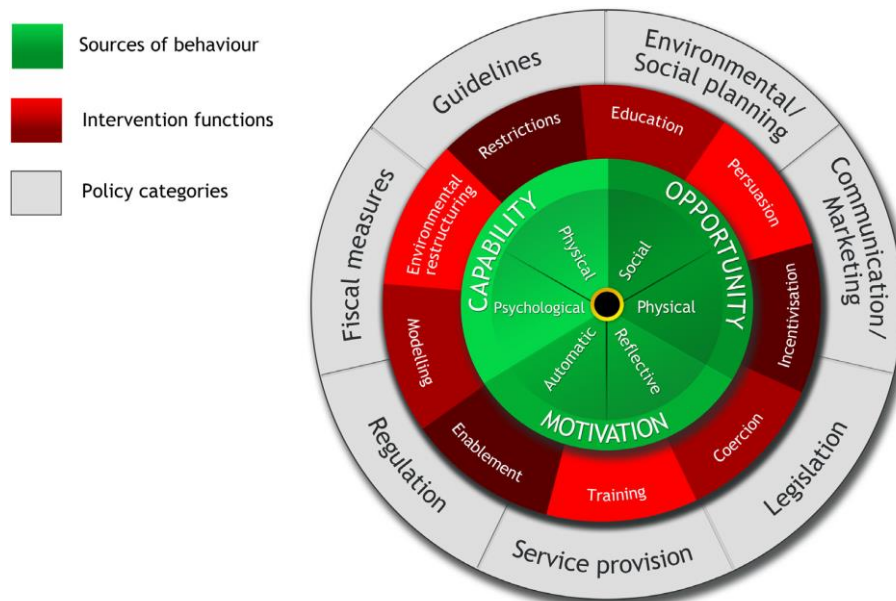 Sources of behaviour
Intervention functions
Policy categories
Guidelines
Environmental/
Social planning
Communication/
Marketing
Legislation
Service provision
Regulation
Fiscal measures
Restrictions
Education
Persuasion
Incentivisation
Coercion
Training
Enablement
Modelling
Environmental
restructuring
CAPABILITY
OPPORTUNITY
MOTIVATION
Physical
Social
Physical
Reflective
Automatic
Psychological